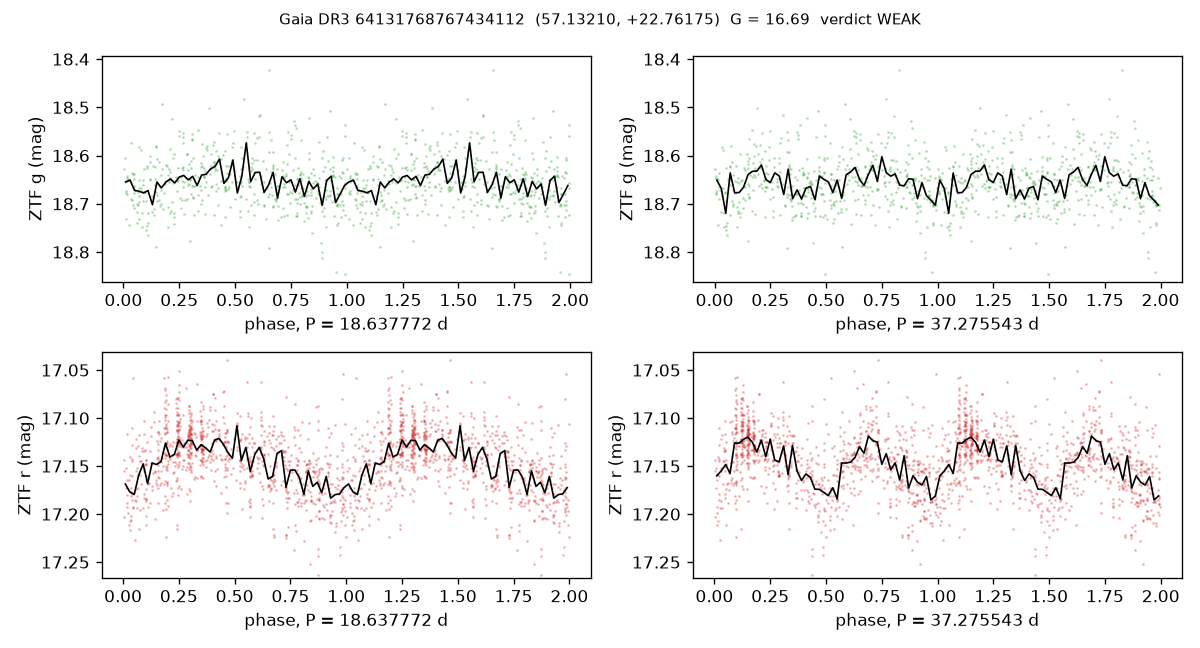 Gaia DR3 64131768767434112  (57.13210, +22.76175)  G = 16.69  verdict WEAK
ZTF g (mag)
18.4
18.5
18.6
18.7
18.8
0.00 0.25 0.50 0.75 1.00 1.25 1.50 1.75 2.00
phase, P = 18.637772 d
ZTF g (mag)
18.4
18.5
18.6
18.7
18.8
0.00 0.25 0.50 0.75 1.00 1.25 1.50 1.75 2.00
phase, P = 37.275543 d
ZTF r (mag)
17.05
17.10
17.15
17.20
17.25
0.00 0.25 0.50 0.75 1.00 1.25 1.50 1.75 2.00
phase, P = 18.637772 d
ZTF r (mag)
17.05
17.10
17.15
17.20
17.25
0.00 0.25 0.50 0.75 1.00 1.25 1.50 1.75 2.00
phase, P = 37.275543 d